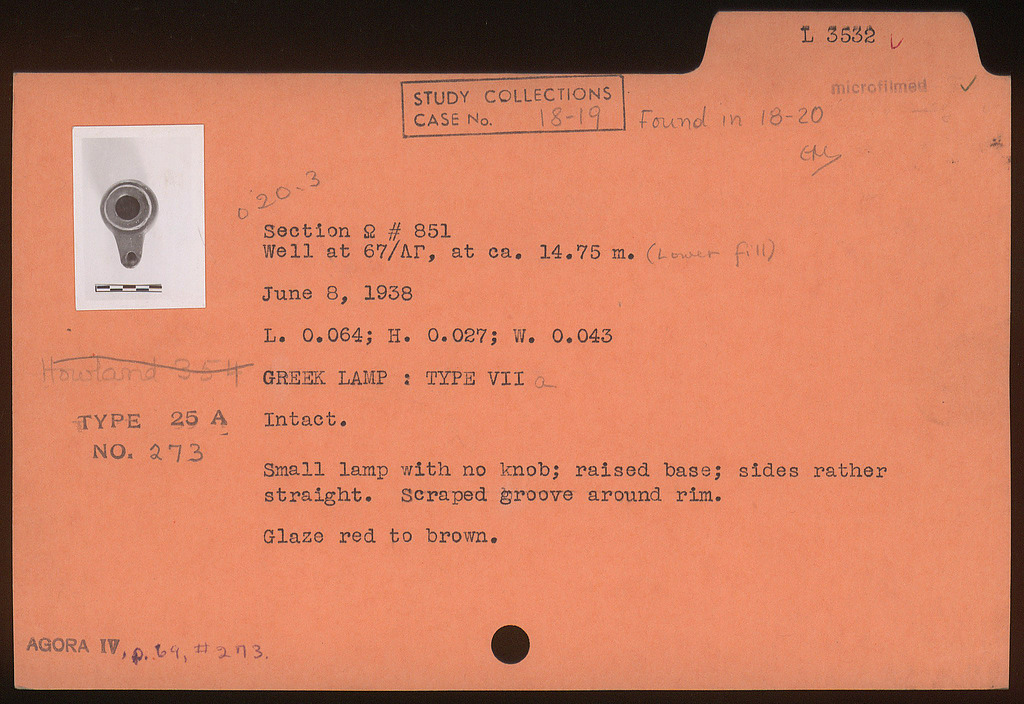 L 3532 ✓
microfilmed ✓
STUDY COLLECTIONS
CASE No. 18-19
Found in 18-20
O 20-3
Section Ω # 851
Well at 67/ΛΓ, at ca. 14.75 m. (Lower fill)
June 8, 1938
L. 0.064; H. 0.027; W. 0.043
Howland 354
GREEK LAMP : TYPE VII a
TYPE 25 A
NO. 273
Intact.
Small lamp with no knob; raised base; sides rather
straight. Scraped groove around rim.
Glaze red to brown.
AGORA IV, p. 69, #273.